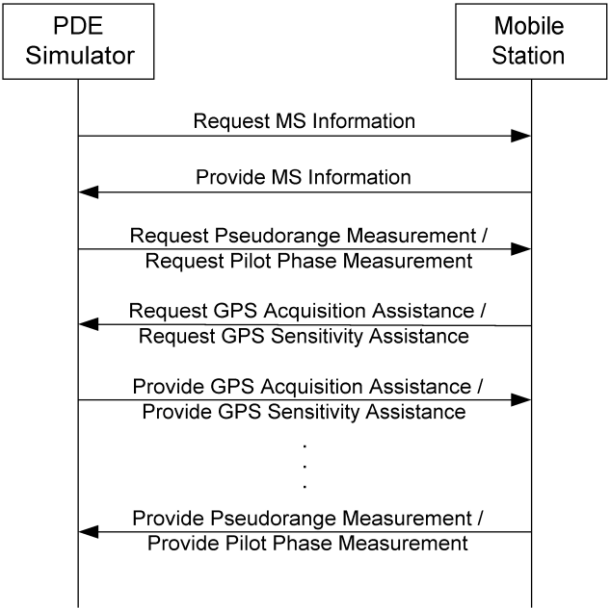 PDE
Simulator
Mobile
Station
Request MS Information
Provide MS Information
Request Pseudorange Measurement /
Request Pilot Phase Measurement
Request GPS Acquisition Assistance /
Request GPS Sensitivity Assistance
Provide GPS Acquisition Assistance /
Provide GPS Sensitivity Assistance
.
.
.
Provide Pseudorange Measurement /
Provide Pilot Phase Measurement